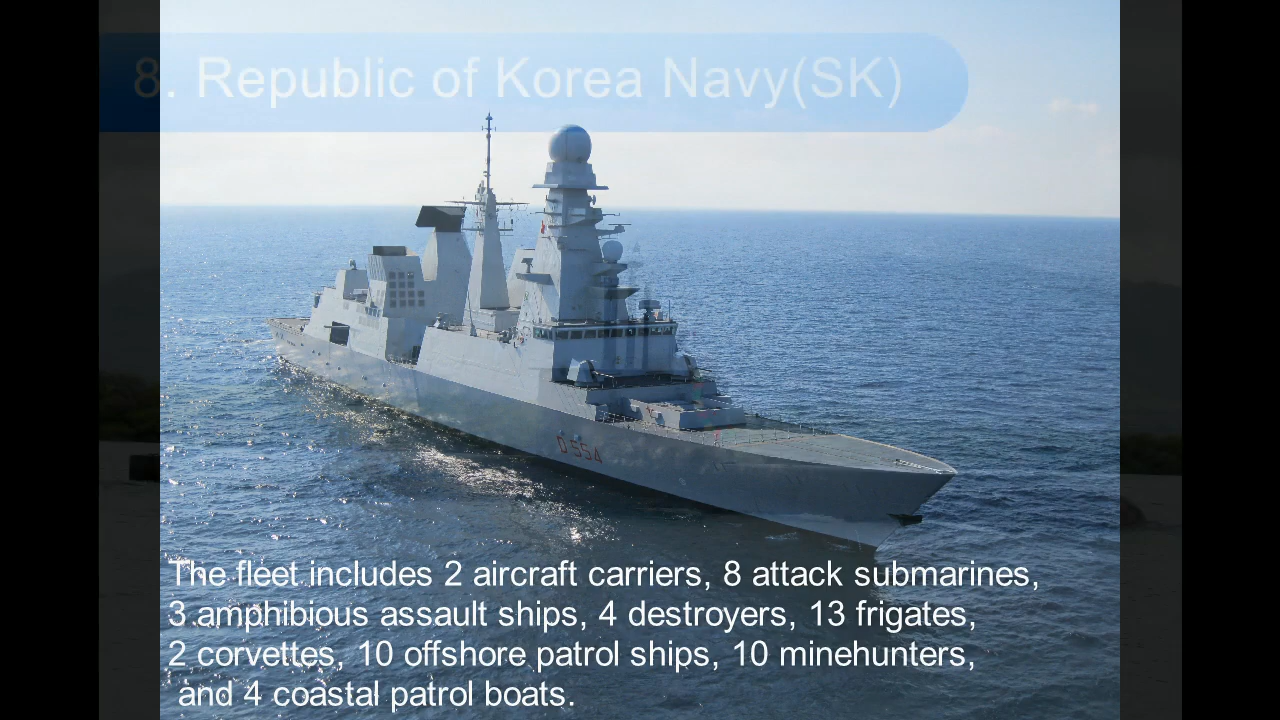 8. Republic of Korea Navy(SK)
D 554
The fleet includes 2 aircraft carriers, 8 attack submarines,
3 amphibious assault ships, 4 destroyers, 13 frigates,
2 corvettes, 10 offshore patrol ships, 10 minehunters,
and 4 coastal patrol boats.